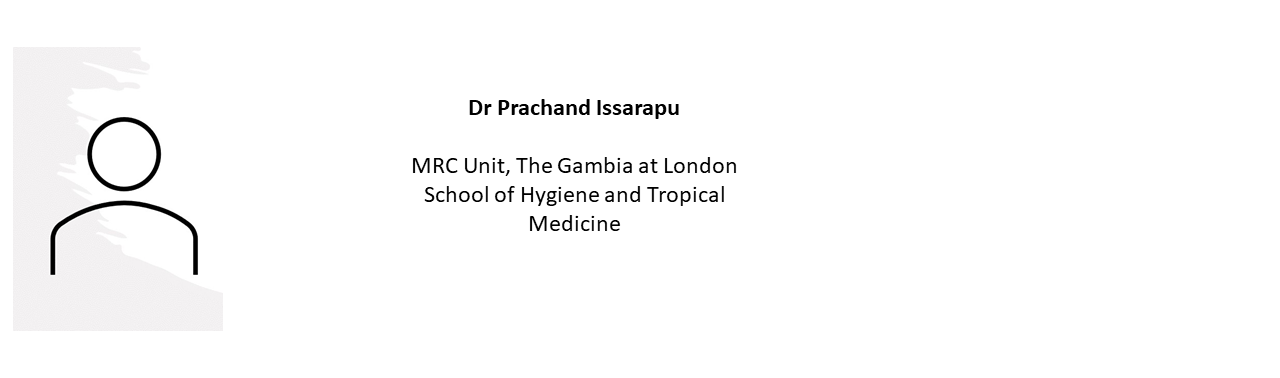 Dr Prachand Issarapu
MRC Unit, The Gambia at London
School of Hygiene and Tropical
Medicine